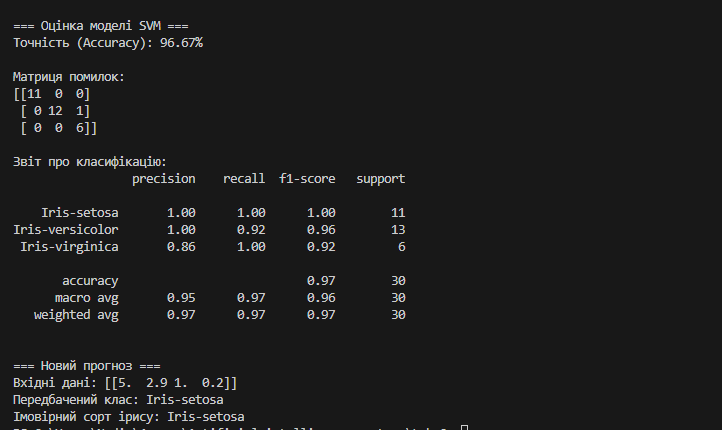 === Оцінка моделі SVM ===
Точність (Accuracy): 96.67%
Матриця помилок:
[[11  0  0]
 [ 0 12  1]
 [ 0  0  6]]
Звіт про класифікацію:
precision    recall  f1-score   support
Iris-setosa       1.00      1.00      1.00        11
Iris-versicolor       1.00      0.92      0.96        13
Iris-virginica       0.86      1.00      0.92         6
accuracy                           0.97        30
macro avg       0.95      0.97      0.96        30
weighted avg       0.97      0.97      0.97        30
=== Новий прогноз ===
Вхідні дані: [[5.  2.9 1.  0.2]]
Передбачений клас: Iris-setosa
Імовірний сорт ірису: Iris-setosa